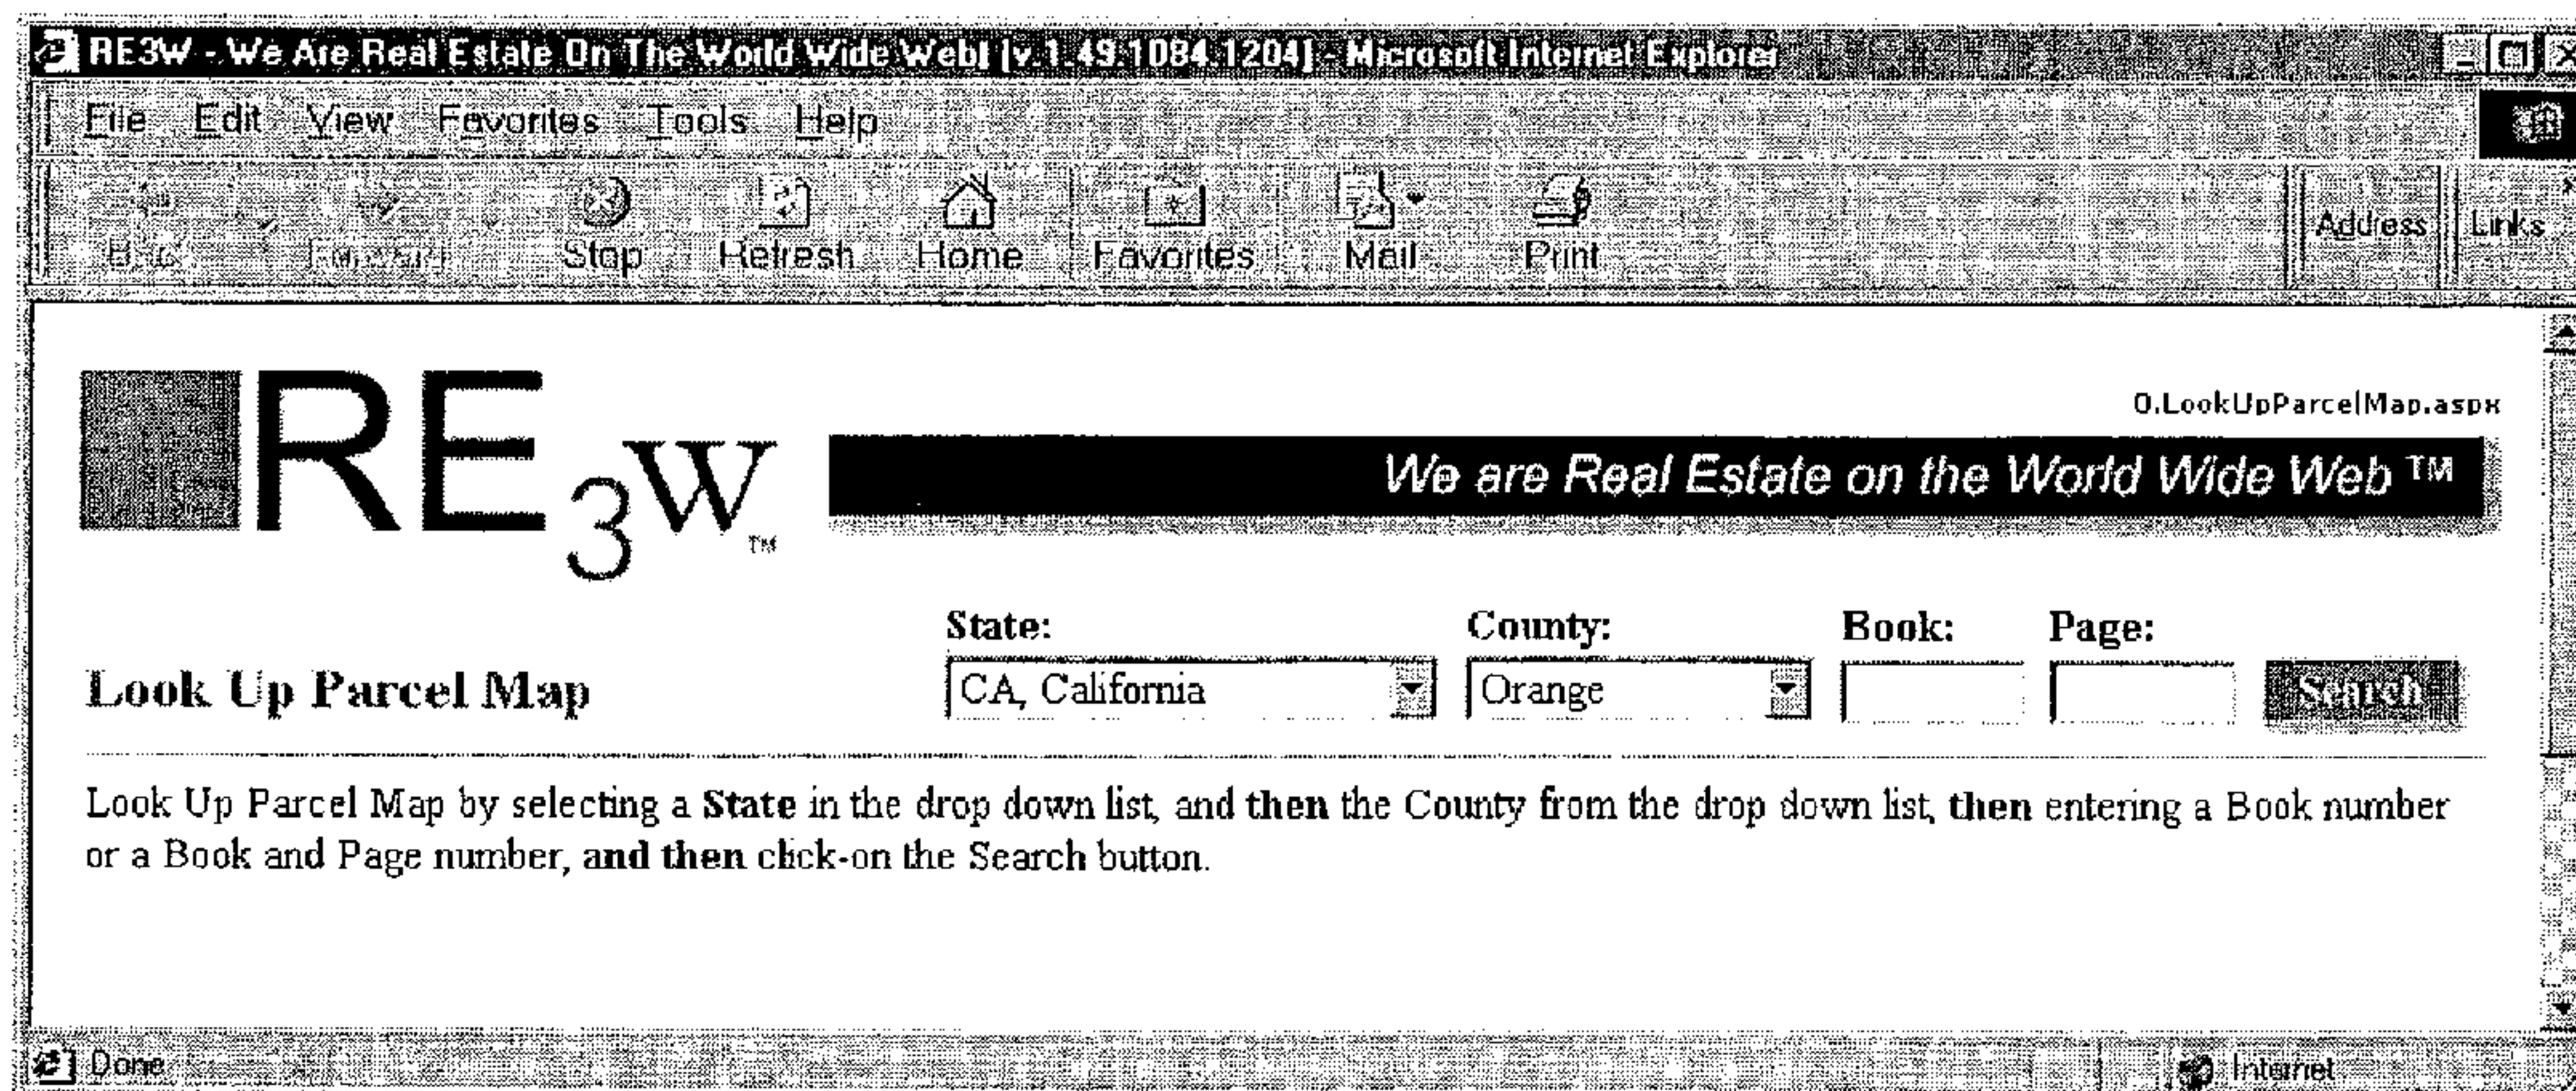 RE3W - We Are Real Estate On The World Wide Web! [v.1.49.1084.1204] - Microsoft Internet Explorer
File Edit View Favorites Tools Help
Back Forward Stop Refresh Home Favorites Mail Print Address Links
0.LookUpParcelMap.aspx
RE3W™
We are Real Estate on the World Wide Web ™
State: County: Book: Page:
Look Up Parcel Map CA, California Orange Search
Look Up Parcel Map by selecting a State in the drop down list, and then the County from the drop down list, then entering a Book number
or a Book and Page number, and then click-on the Search button.
Done Internet